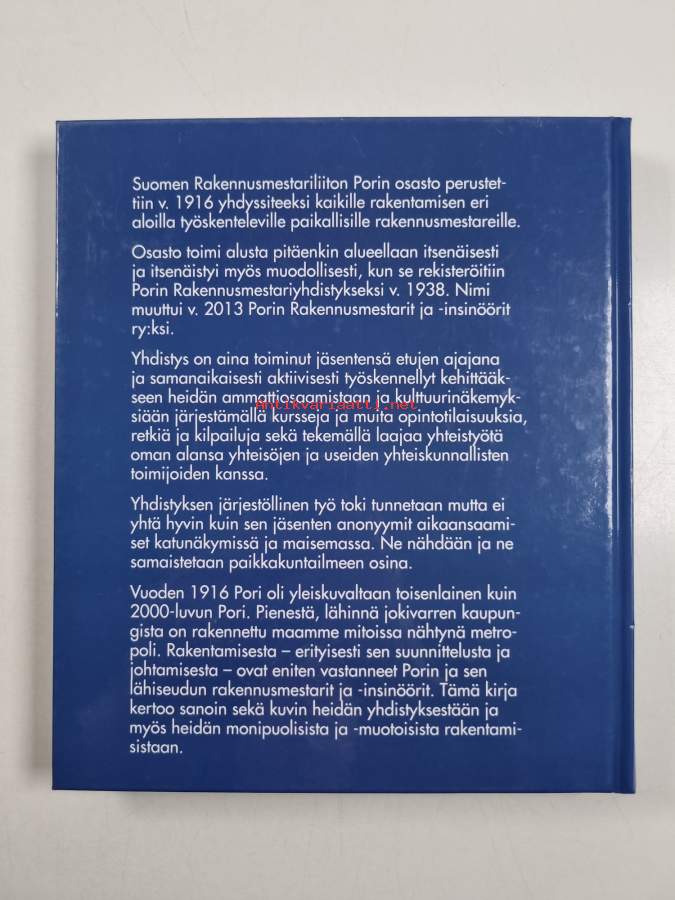 Suomen Rakennusmestariliiton Porin osasto perustet-
tiin v. 1916 yhdyssiteeksi kaikille rakentamisen eri
aloilla työskenteleville paikallisille rakennusmestareille.
Osasto toimi alusta pitäenkin alueellaan itsenäisesti
ja itsenäistyi myös muodollisesti, kun se rekisteröitiin
Porin Rakennusmestariyhdistykseksi v. 1938. Nimi
muuttui v. 2013 Porin Rakennusmestarit ja -insinöörit
ry:ksi.
Yhdistys on aina toiminut jäsentensä etujen ajajana
ja samanaikaisesti aktiivisesti työskennellyt kehittääk-
seen heidän ammattiosaamistaan ja kulttuurinäkemyk-
Antikvariaatti.net
siään järjestämällä kursseja ja muita opintotilaisuuksia,
retkiä ja kilpailuja sekä tekemällä laajaa yhteistyötä
oman alansa yhteisöjen ja useiden yhteiskunnallisten
toimijoiden kanssa.
Yhdistyksen järjestöllinen työ toki tunnetaan mutta ei
yhtä hyvin kuin sen jäsenten anonyymit aikaansaami-
set katunäkymissä ja maisemassa. Ne nähdään ja ne
samaistetaan paikkakuntailmeen osina.
Vuoden 1916 Pori oli yleiskuvaltaan toisenlainen kuin
2000-luvun Pori. Pienestä, lähinnä jokivarren kaupun-
gista on rakennettu maamme mitoissa nähtynä metro-
poli. Rakentamisesta – erityisesti sen suunnittelusta ja
johtamisesta – ovat eniten vastanneet Porin ja sen
lähiseudun rakennusmestarit ja -insinöörit. Tämä kirja
kertoo sanoin sekä kuvin heidän yhdistyksestään ja
myös heidän monipuolisista ja -muotoisista rakentami-
sistaan.